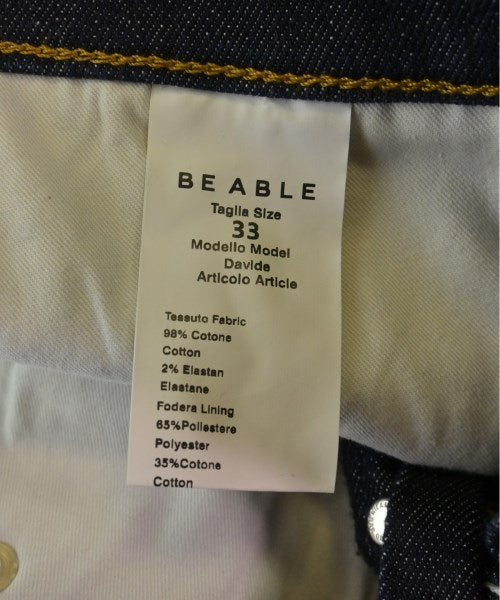 BE ABLE
Taglia Size
33
Modello Model
Davide
Articolo Article
Tessuto Fabric
98% Cotone
Cotton
2% Elastan
Elastane
Fodera Lining
65%Poliestere
Polyester
35%Cotone
Cotton